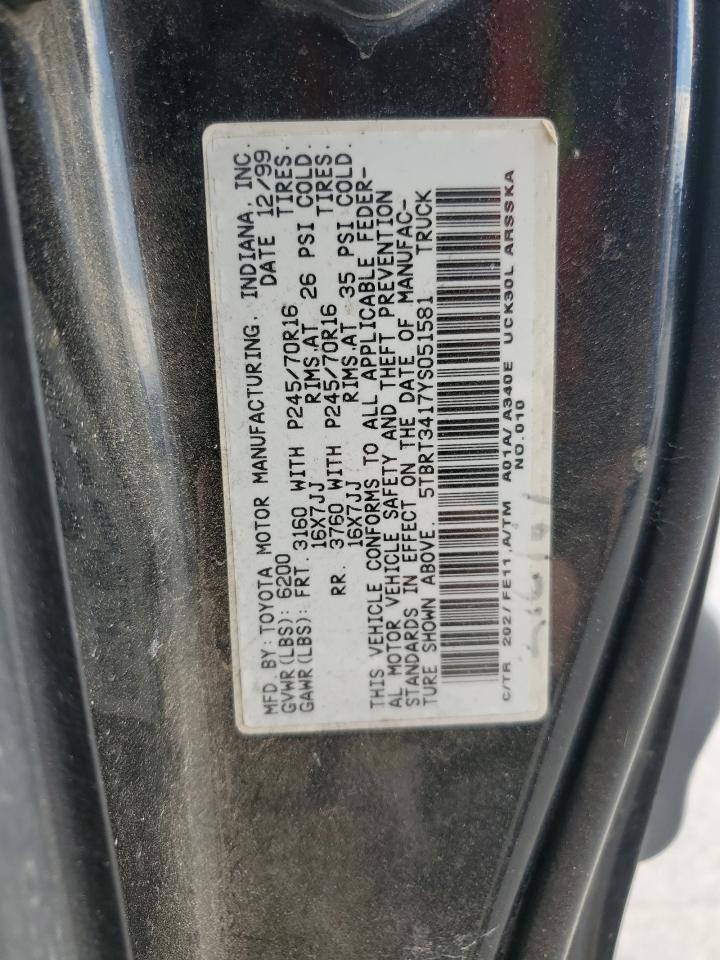 MFD.BY:TOYOTA MOTOR MANUFACTURING, INDIANA, INC.
GVWR(LBS):6200 DATE 12/99
GAWR(LBS):FRT.3160 WITH P245/70R16 TIRES.
16X7JJ RIMS.AT 26 PSI COLD.
RR. 3760 WITH P245/70R16 TIRES.
16X7JJ RIMS.AT 35 PSI COLD.
THIS VEHICLE CONFORMS TO ALL APPLICABLE FEDER-
AL MOTOR VEHICLE SAFETY AND THEFT PREVENTION
STANDARDS IN EFFECT ON THE DATE OF MANUFAC-
TURE SHOWN ABOVE. 5TBRT3417YS051581 TRUCK
C/TR 202/FE11,A/TM A01A/A340E UCK30L ARSSKA
NO.010